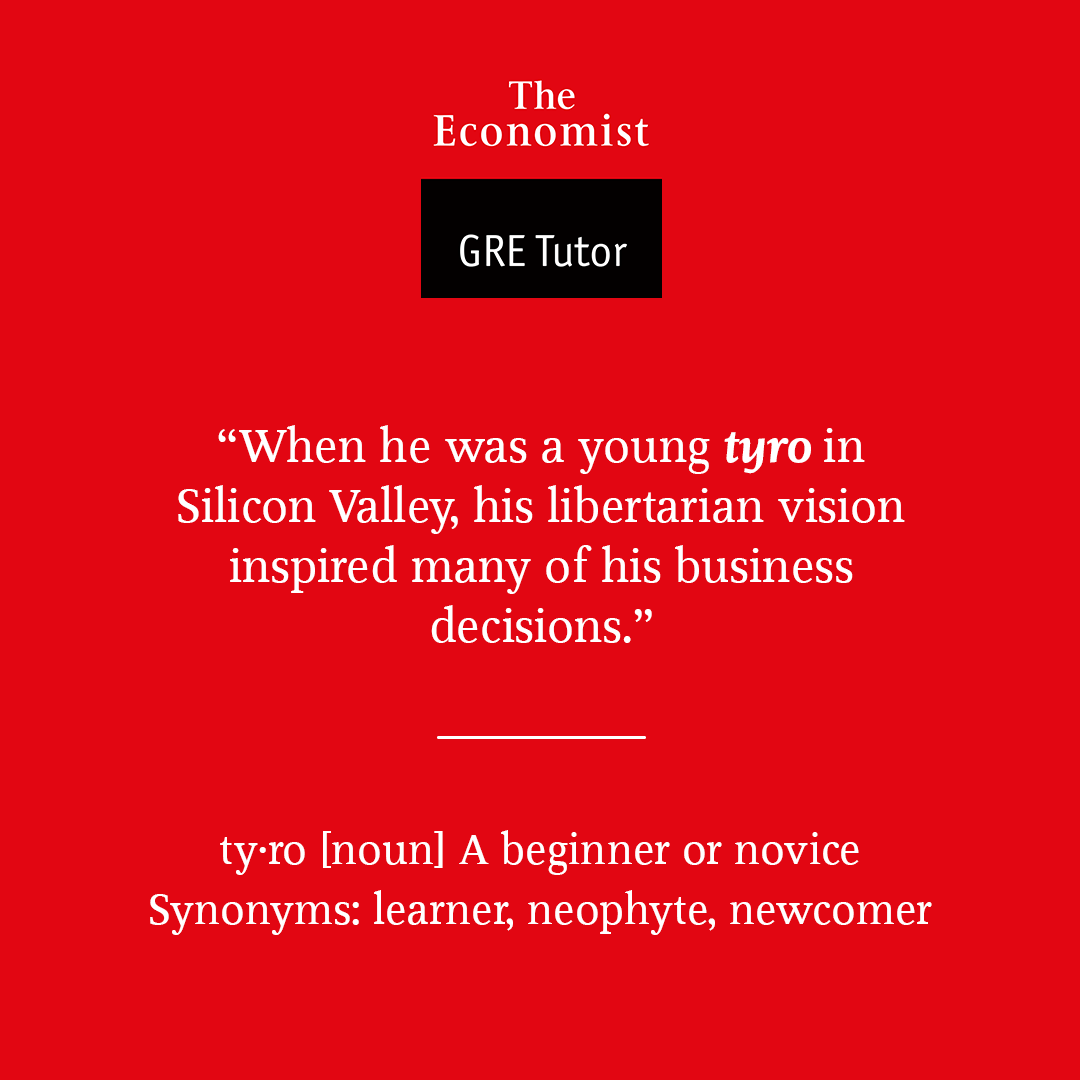 The
Economist
GRE Tutor
“When he was a young tyro in
Silicon Valley, his libertarian vision
inspired many of his business
decisions.”
ty·ro [noun] A beginner or novice
Synonyms: learner, neophyte, newcomer